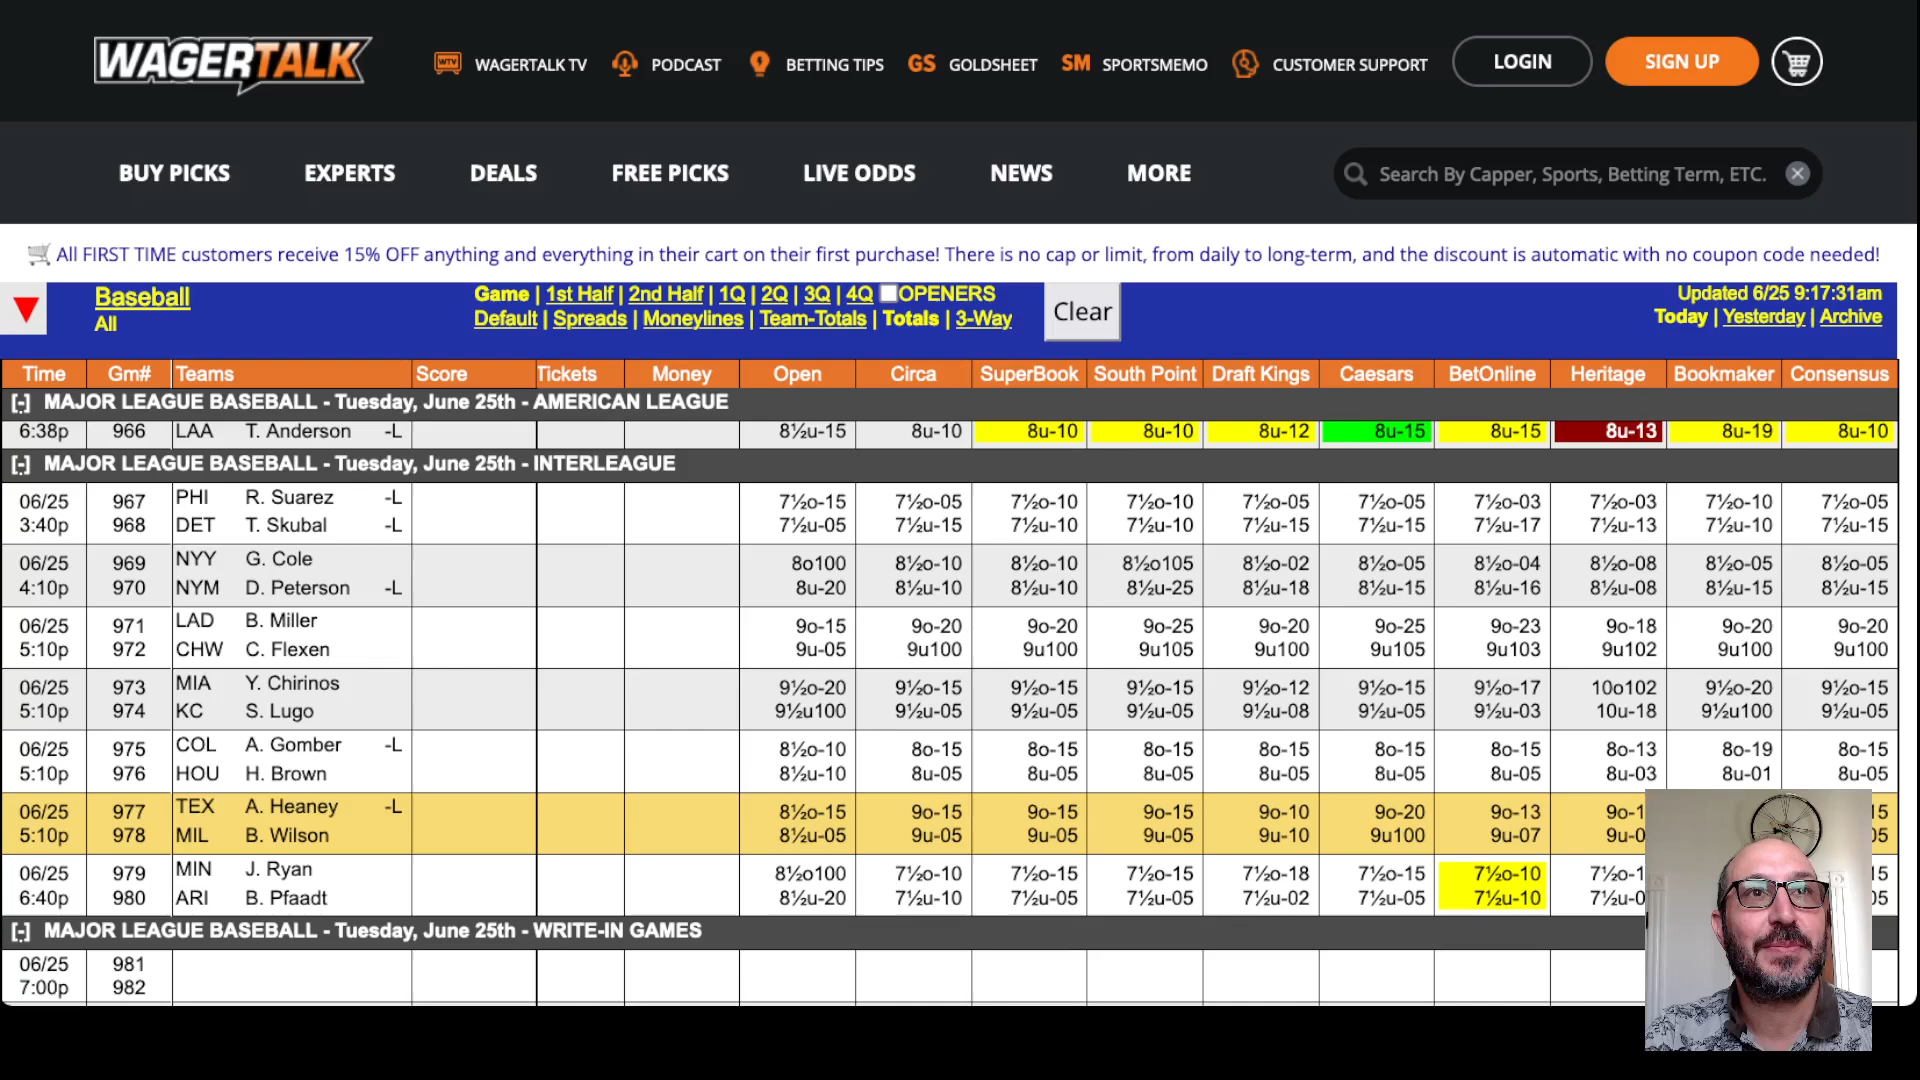 WAGERTALK
WTV WAGERTALK TV PODCAST BETTING TIPS GS GOLDSHEET SM SPORTSMEMO CUSTOMER SUPPORT LOGIN SIGN UP
BUY PICKS EXPERTS DEALS FREE PICKS LIVE ODDS NEWS MORE Search By Capper, Sports, Betting Term, ETC.
All FIRST TIME customers receive 15% OFF anything and everything in their cart on their first purchase! There is no cap or limit, from daily to long-term, and the discount is automatic with no coupon code needed!
Baseball Game | 1st Half | 2nd Half | 1Q | 2Q | 3Q | 4Q OPENERS Clear Updated 6/25 9:17:31am
All Default | Spreads | Moneylines | Team-Totals | Totals | 3-Way Today | Yesterday | Archive
Time Gm# Teams Score Tickets Money Open Circa SuperBook South Point Draft Kings Caesars BetOnline Heritage Bookmaker Consensus
[-] MAJOR LEAGUE BASEBALL - Tuesday, June 25th - AMERICAN LEAGUE
6:38p 966 LAA T. Anderson -L 8½u-15 8u-10 8u-10 8u-10 8u-12 8u-15 8u-15 8u-13 8u-19 8u-10
[-] MAJOR LEAGUE BASEBALL - Tuesday, June 25th - INTERLEAGUE
06/25 967 PHI R. Suarez -L 7½o-15 7½o-05 7½o-10 7½o-10 7½o-05 7½o-05 7½o-03 7½o-03 7½o-10 7½o-05
3:40p 968 DET T. Skubal -L 7½u-05 7½u-15 7½u-10 7½u-10 7½u-15 7½u-15 7½u-17 7½u-13 7½u-10 7½u-15
06/25 969 NYY G. Cole 8o100 8½o-10 8½o-10 8½o105 8½o-02 8½o-05 8½o-04 8½o-08 8½o-05 8½o-05
4:10p 970 NYM D. Peterson -L 8u-20 8½u-10 8½u-10 8½u-25 8½u-18 8½u-15 8½u-16 8½u-08 8½u-15 8½u-15
06/25 971 LAD B. Miller 9o-15 9o-20 9o-20 9o-25 9o-20 9o-25 9o-23 9o-18 9o-20 9o-20
5:10p 972 CHW C. Flexen 9u-05 9u100 9u100 9u105 9u100 9u105 9u103 9u102 9u100 9u100
06/25 973 MIA Y. Chirinos 9½o-20 9½o-15 9½o-15 9½o-15 9½o-12 9½o-15 9½o-17 10o102 9½o-20 9½o-15
5:10p 974 KC S. Lugo 9½u100 9½u-05 9½u-05 9½u-05 9½u-08 9½u-05 9½u-03 10u-18 9½u100 9½u-05
06/25 975 COL A. Gomber -L 8½o-10 8o-15 8o-15 8o-15 8o-15 8o-15 8o-15 8o-13 8o-19 8o-15
5:10p 976 HOU H. Brown 8½u-10 8u-05 8u-05 8u-05 8u-05 8u-05 8u-05 8u-03 8u-01 8u-05
06/25 977 TEX A. Heaney -L 8½o-15 9o-15 9o-15 9o-15 9o-10 9o-20 9o-13 9o-1 15
5:10p 978 MIL B. Wilson 8½u-05 9u-05 9u-05 9u-05 9u-10 9u100 9u-07 9u-0 05
06/25 979 MIN J. Ryan 8½o100 7½o-10 7½o-15 7½o-15 7½o-18 7½o-15 7½o-10 7½o-1 15
6:40p 980 ARI B. Pfaadt 8½u-20 7½u-10 7½u-05 7½u-05 7½u-02 7½u-05 7½u-10 7½u-0 05
[-] MAJOR LEAGUE BASEBALL - Tuesday, June 25th - WRITE-IN GAMES
06/25 981
7:00p 982